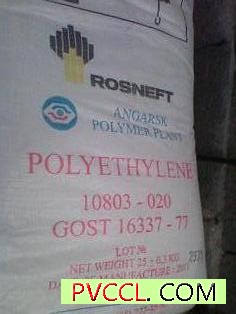 ROSNEFT
ANGARSK
POLYMER PLANT
POLYETHYLENE
10803 - 020
GOST 16337 - 77
LOT №
NET WEIGHT 25 ± 0,3 KG
MANUFACTURE
PVCCL.COM